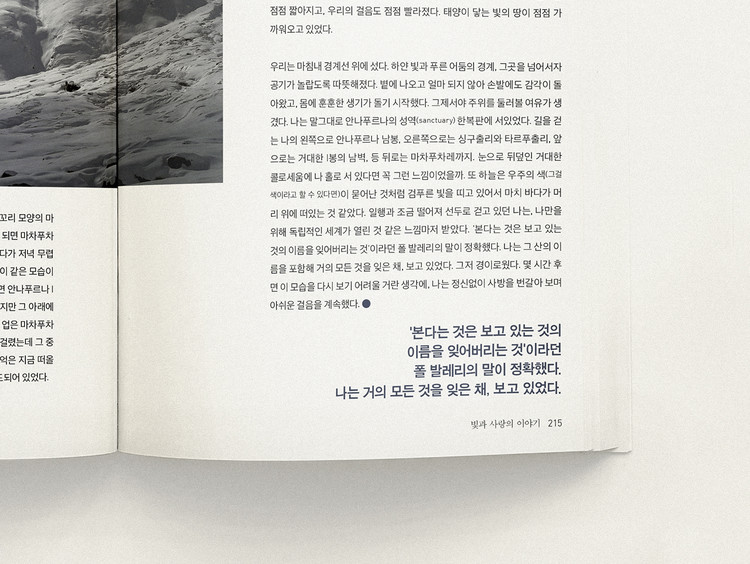 꼬리 모양의 마
되면 마차푸차
다가 저녁 무렵
이 같은 모습이
면 안나푸르나 I
지만 그 아래에
업은 마차푸차
걸렸는데 그 중
억은 지금 떠올
도되어 있었다.
점점 짧아지고, 우리의 걸음도 점점 빨라졌다. 태양이 닿는 빛의 땅이 점점 가
까워오고 있었다.
우리는 마침내 경계선 위에 섰다. 하얀 빛과 푸른 어둠의 경계, 그곳을 넘어서자
공기가 놀랍도록 따뜻해졌다. 볕에 나오고 얼마 되지 않아 손발에도 감각이 돌
아왔고, 몸에 훈훈한 생기가 돌기 시작했다. 그제서야 주위를 둘러볼 여유가 생
겼다. 나는 말그대로 안나푸르나의 성역(sanctuary) 한복판에 서있었다. 길을 걷
는 나의 왼쪽으로 안나푸르나 남봉, 오른쪽으로는 싱구출리와 타르푸출리, 앞
으로는 거대한 I봉의 남벽, 등 뒤로는 마차푸차레까지. 눈으로 뒤덮인 거대한
콜로세움에 나 홀로 서 있다면 꼭 그런 느낌이었을까. 또 하늘은 우주의 색(그걸
색이라고 할 수 있다면)이 묻어난 것처럼 검푸른 빛을 띠고 있어서 마치 바다가 머
리 위에 떠있는 것 같았다. 일행과 조금 떨어져 선두로 걷고 있던 나는, 나만을
위해 독립적인 세계가 열린 것 같은 느낌마저 받았다. '본다는 것은 보고 있는
것의 이름을 잊어버리는 것'이라던 폴 발레리의 말이 정확했다. 나는 그 산의 이
름을 포함해 거의 모든 것을 잊은 채, 보고 있었다. 그저 경이로웠다. 몇 시간 후
면 이 모습을 다시 보기 어려울 거란 생각에, 나는 정신없이 사방을 번갈아 보며
아쉬운 걸음을 계속했다.
'본다는 것은 보고 있는 것의
이름을 잊어버리는 것'이라던
폴 발레리의 말이 정확했다.
나는 거의 모든 것을 잊은 채, 보고 있었다.
빛과 사랑의 이야기 215